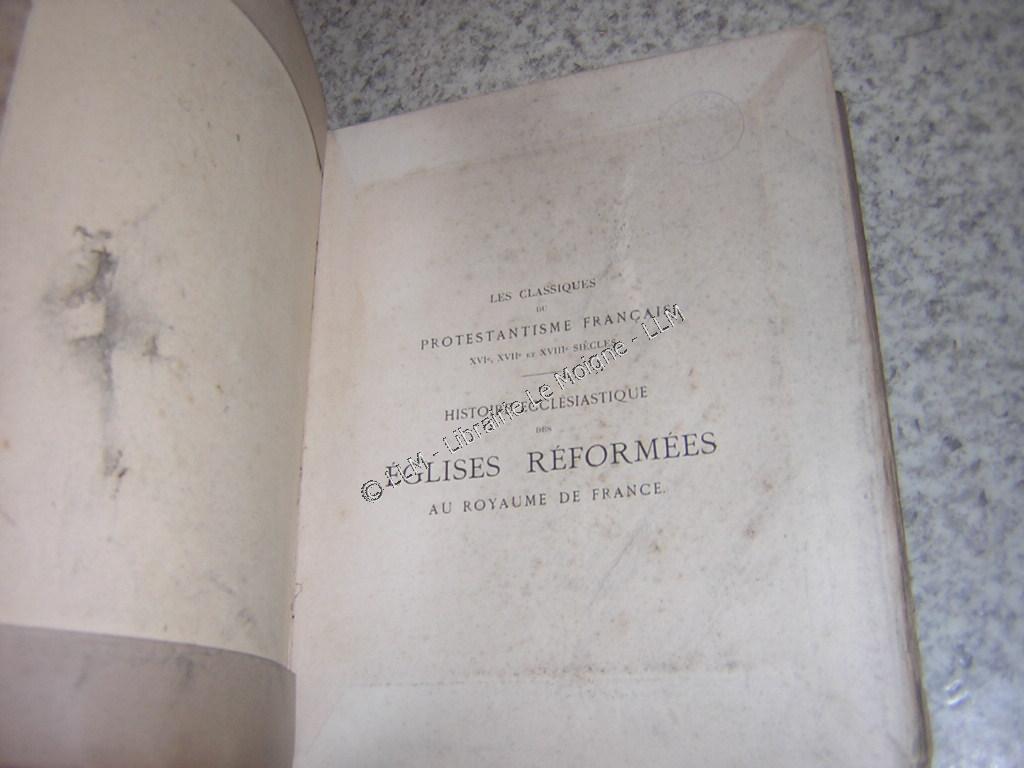 LES CLASSIQUES
DU
PROTESTANTISME FRANÇAIS
XVIe, XVIIe ET XVIIIe SIÈCLES
HISTOIRE ECCLÉSIASTIQUE
DES
ÉGLISES RÉFORMÉES
AU ROYAUME DE FRANCE.
© LLM - Librairie Le Moigne - LLM